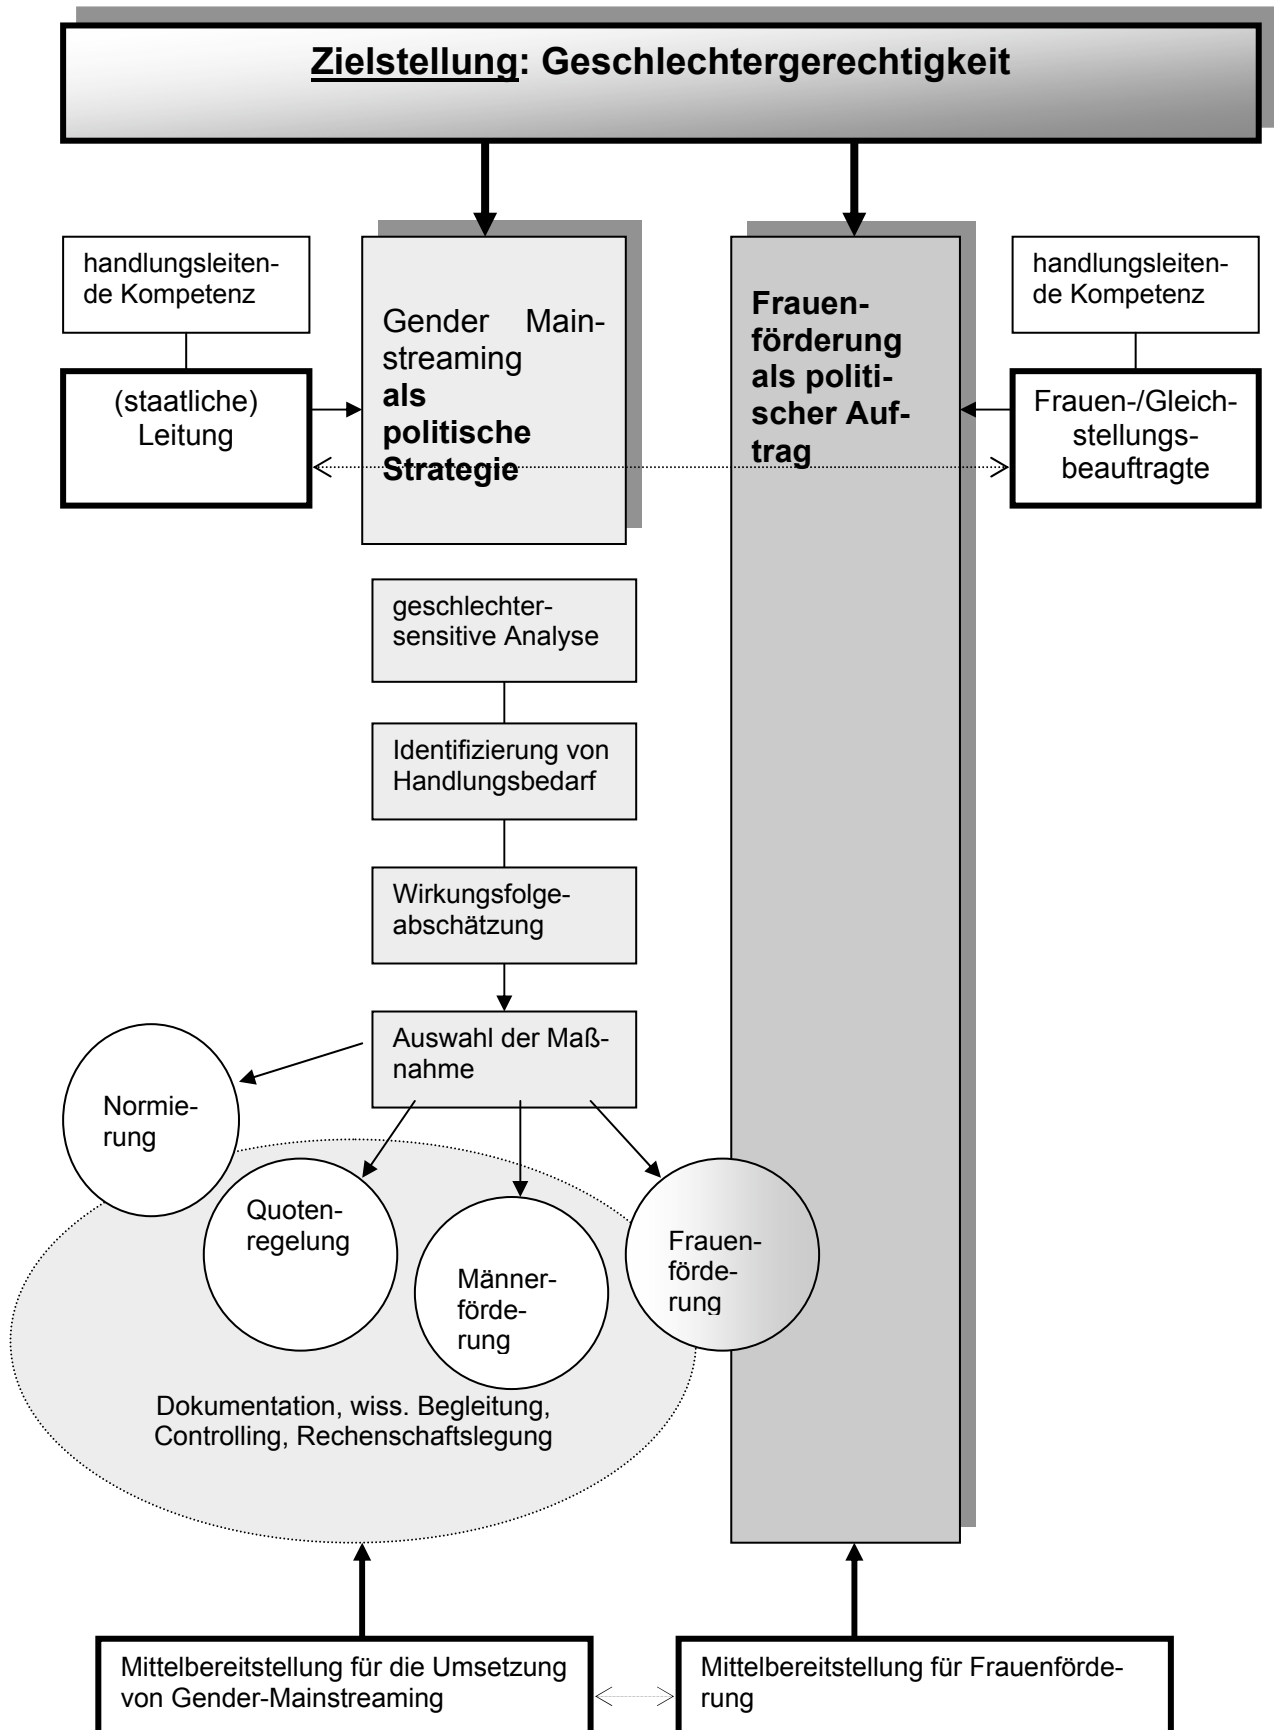 Zielstellung: Geschlechtergerechtigkeit
handlungsleiten-
de Kompetenz
(staatliche)
Leitung
Gender Main-
streaming
als
politische
Strategie
Frauen-
förderung
als politi-
scher Auf-
trag
handlungsleiten-
de Kompetenz
Frauen-/Gleich-
stellungs-
beauftragte
geschlechter-
sensitive Analyse
Identifizierung von
Handlungsbedarf
Wirkungsfolge-
abschätzung
Auswahl der Maß-
nahme
Normie-
rung
Quoten-
regelung
Männer-
förde-
rung
Frauen-
förde-
rung
Dokumentation, wiss. Begleitung,
Controlling, Rechenschaftslegung
Mittelbereitstellung für die Umsetzung
von Gender-Mainstreaming
Mittelbereitstellung für Frauenförde-
rung